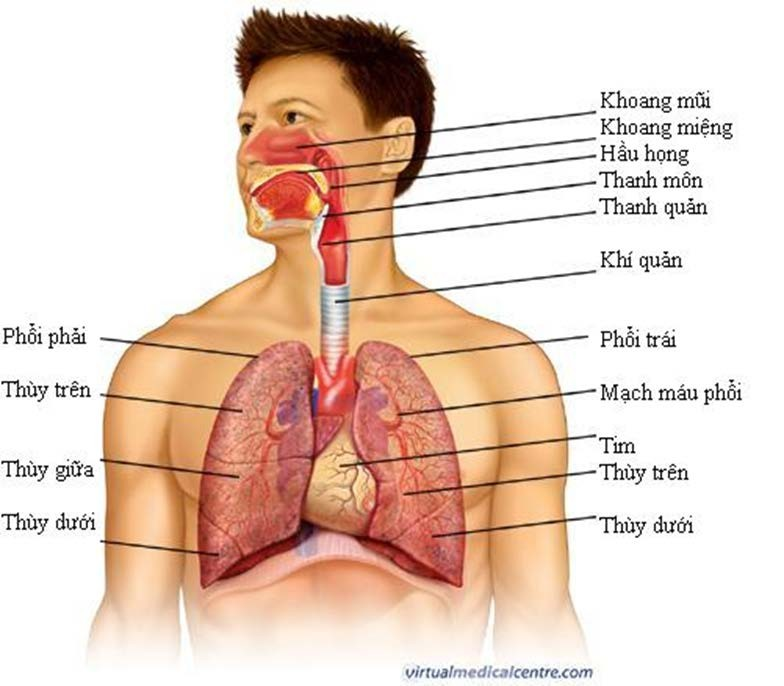 Khoang mũi
Khoang miệng
Hầu họng
Thanh môn
Thanh quản
Khí quản
Phổi phải
Phổi trái
Thùy trên
Mạch máu phổi
Tim
Thùy giữa
Thùy trên
Thùy dưới
Thùy dưới
virtualmedicalcentre.com